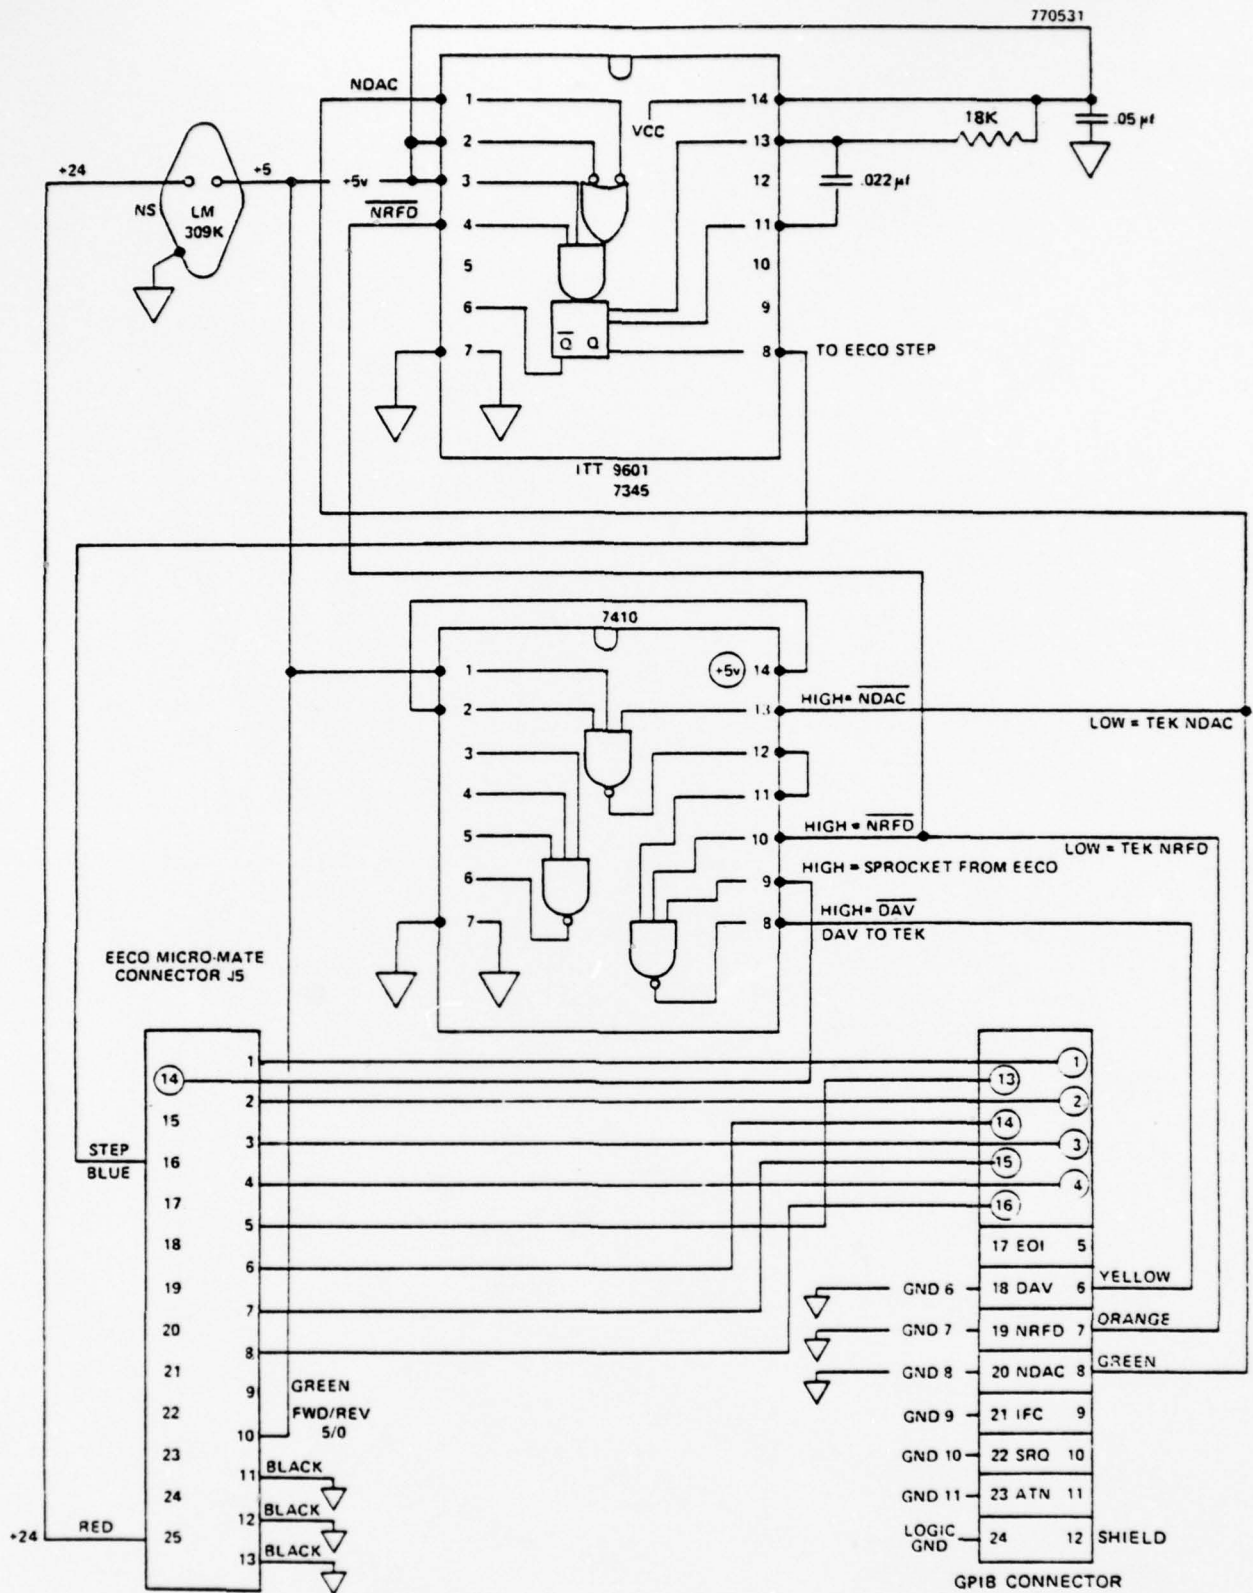 770531
NDAC
1 14
VCC
18K
.05 µf
2 13
+24 +5 +5v
3 12
.022 µf
NS LM
309K
NRFD
4 11
5 10
6 9
Q Q
7 8 TO EECO STEP
ITT 9601
7345
7410
1 +5v 14
HIGH = NDAC
2 13
LOW = TEK NDAC
3 12
4 11
5 10 HIGH = NRFD
LOW = TEK NRFD
HIGH = SPROCKET FROM EECO
6 9
HIGH = DAV
7 8
DAV TO TEK
EECO MICRO-MATE
CONNECTOR J5
1
14
2
15
3
STEP
BLUE
16
4
17
5
18
6
19
7
20
8
21
9 GREEN
22 FWD/REV
5/0
10
23
11 BLACK
24
12 BLACK
+24 RED
25
13 BLACK
1
13
2
14
3
15
4
16
17 EOI 5
GND 6 18 DAV 6 YELLOW
GND 7 19 NRFD 7 ORANGE
GND 8 20 NDAC 8 GREEN
GND 9 21 IFC 9
GND 10 22 SRQ 10
GND 11 23 ATN 11
LOGIC
GND
24 12 SHIELD
GPIB CONNECTOR